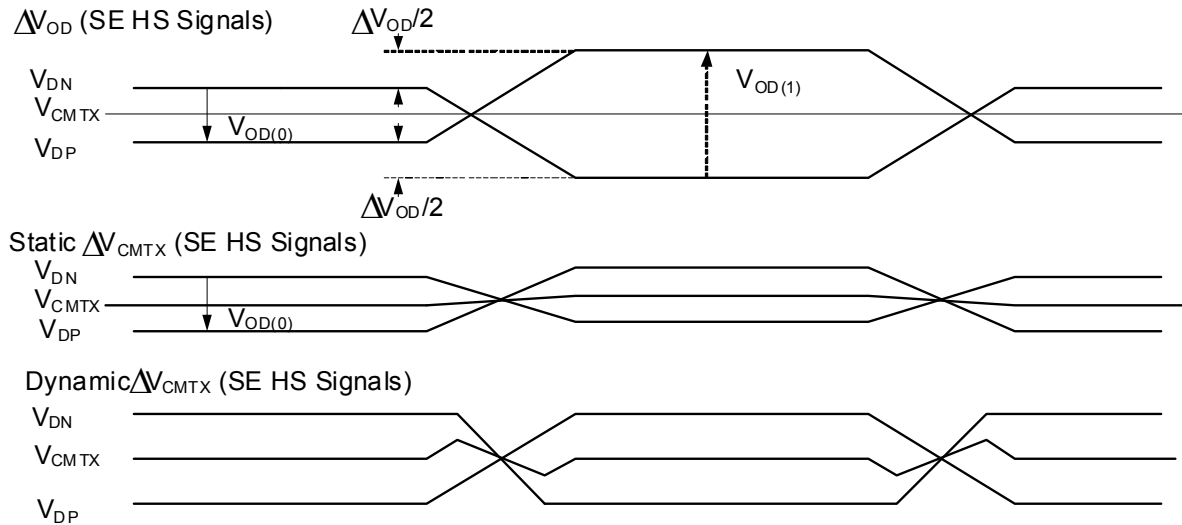 ΔVOD (SE HS Signals)
ΔVOD/2
VDN
VCMTX
VOD(0)
VOD(1)
VDP
ΔVOD/2
Static ΔVCMTX (SE HS Signals)
VDN
VCMTX
VOD(0)
VDP
Dynamic ΔVCMTX (SE HS Signals)
VDN
VCMTX
VDP